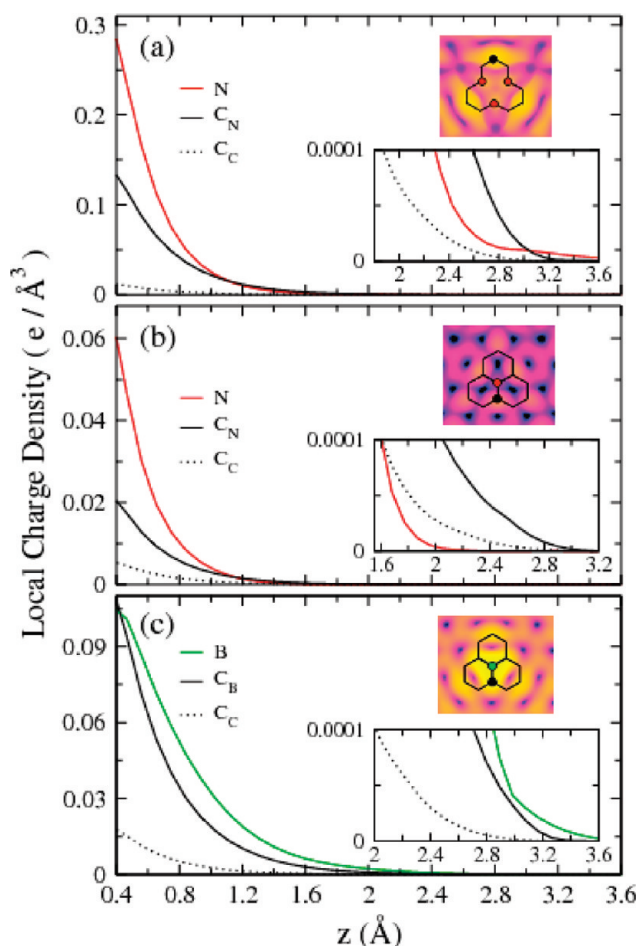 Local Charge Density ( e / Å³ )
0.3
0.2
0.1
0
(a)
N
C_N
C_C
0.0001
0
2 2.4 2.8 3.2 3.6
0.06
0.04
0.02
0
(b)
N
C_N
C_C
0.0001
0
1.6 2 2.4 2.8 3.2
0.09
0.06
0.03
0
(c)
B
C_B
C_C
0.0001
0
2 2.4 2.8 3.2 3.6
0.4 0.8 1.2 1.6 2 2.4 2.8 3.2 3.6
z (Å)